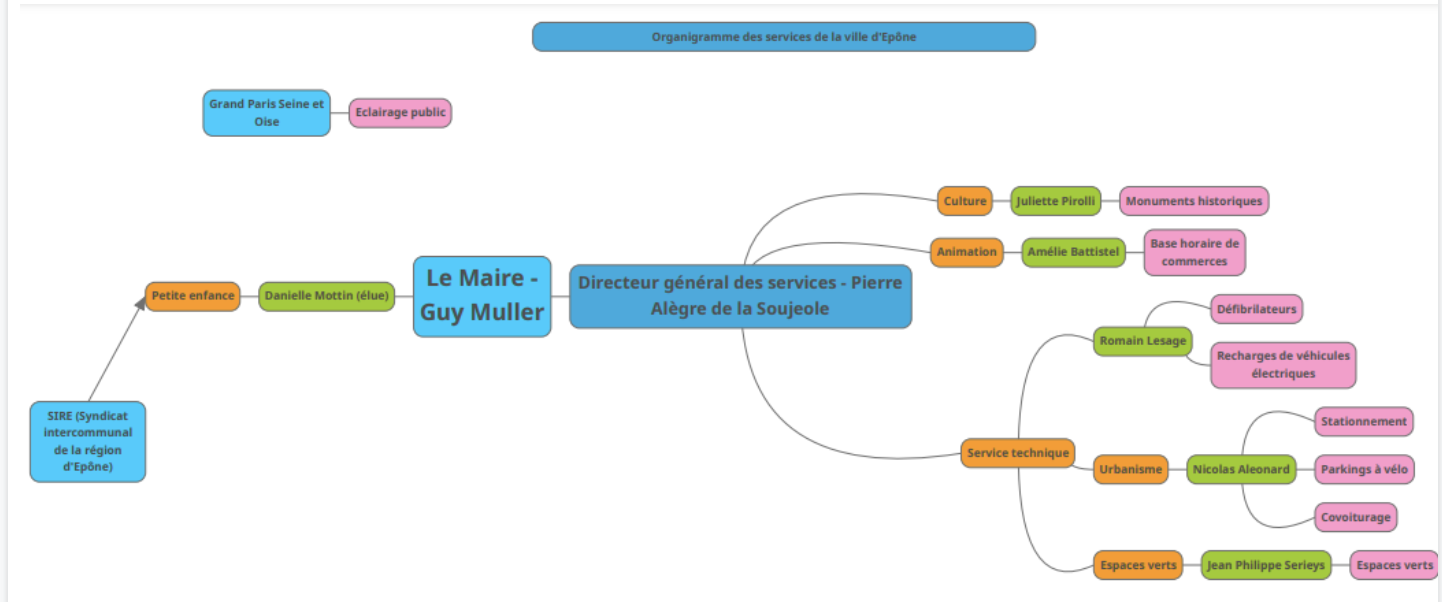 Organigramme des services de la ville d'Epône
Grand Paris Seine et
Oise
Eclairage public
Culture
Juliette Pirolli
Monuments historiques
Animation
Amélie Battistel
Base horaire de
commerces
Petite enfance
Danielle Mottin (élue)
Le Maire -
Guy Muller
Directeur général des services - Pierre
Alègre de la Soujeole
SIRE (Syndicat
intercommunal
de la région
d'Epône)
Romain Lesage
Défibrilateurs
Recharges de véhicules
électriques
Service technique
Urbanisme
Nicolas Aleonard
Stationnement
Parkings à vélo
Covoiturage
Espaces verts
Jean Philippe Serieys
Espaces verts